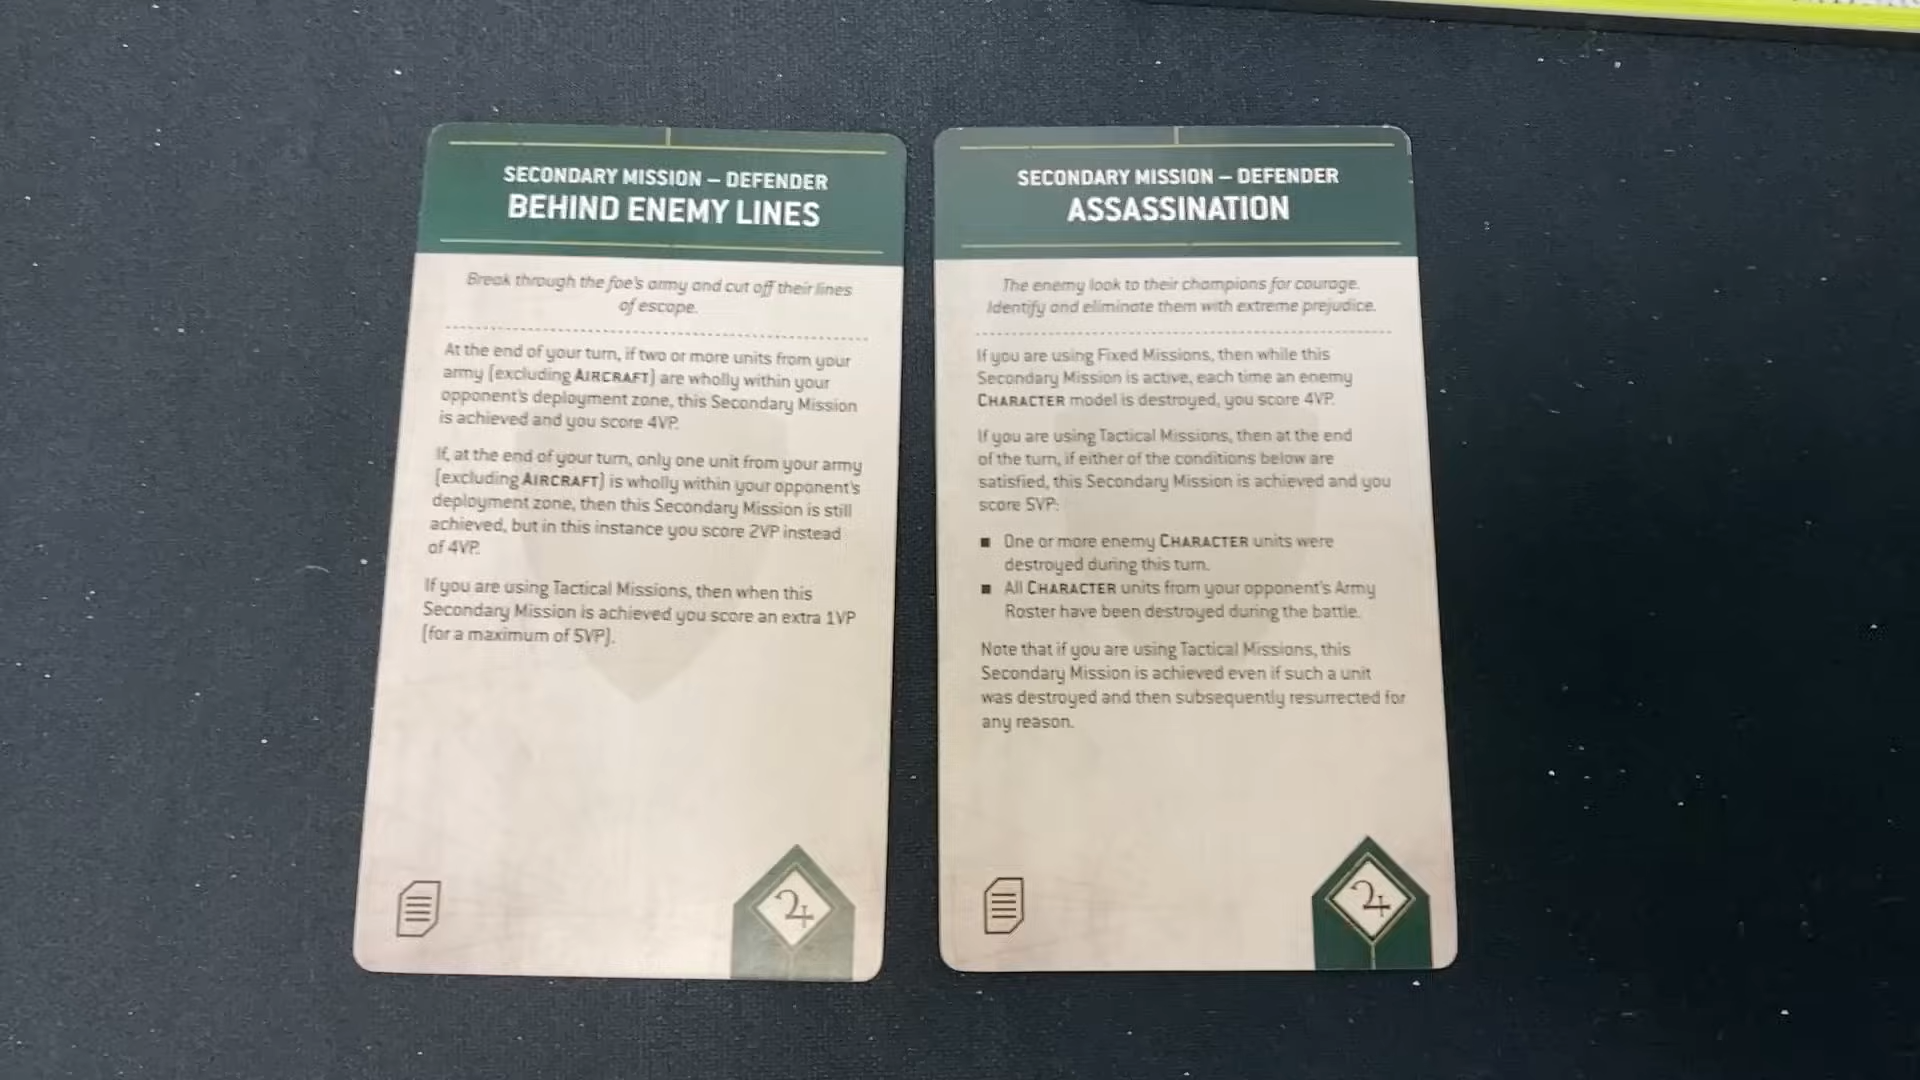 SECONDARY MISSION – DEFENDER
BEHIND ENEMY LINES
Break through the foe's army and cut off their lines
of escape.
At the end of your turn, if two or more units from your
army (excluding AIRCRAFT) are wholly within your
opponent's deployment zone, this Secondary Mission
is achieved and you score 4VP.
If, at the end of your turn, only one unit from your army
(excluding AIRCRAFT) is wholly within your opponent's
deployment zone, then this Secondary Mission is still
achieved, but in this instance you score 2VP instead
of 4VP.
If you are using Tactical Missions, then when this
Secondary Mission is achieved you score an extra 1VP
(for a maximum of 5VP).
SECONDARY MISSION – DEFENDER
ASSASSINATION
The enemy look to their champions for courage.
Identify and eliminate them with extreme prejudice.
If you are using Fixed Missions, then while this
Secondary Mission is active, each time an enemy
CHARACTER model is destroyed, you score 4VP.
If you are using Tactical Missions, then at the end
of the turn, if either of the conditions below are
satisfied, this Secondary Mission is achieved and you
score 5VP:
■ One or more enemy CHARACTER units were
destroyed during this turn.
■ All CHARACTER units from your opponent's Army
Roster have been destroyed during the battle.
Note that if you are using Tactical Missions, this
Secondary Mission is achieved even if such a unit
was destroyed and then subsequently resurrected for
any reason.